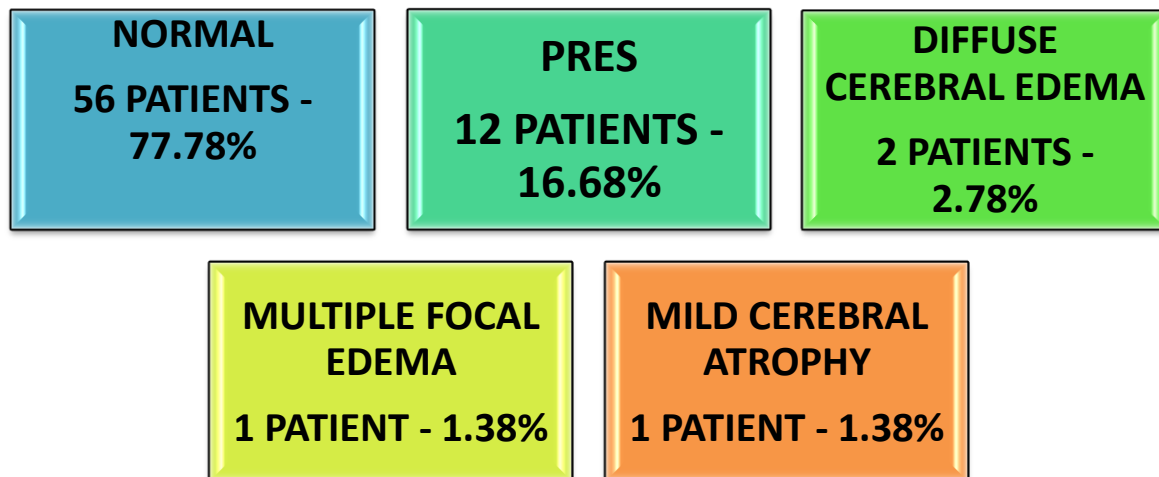 NORMAL
56 PATIENTS -
77.78%
PRES
12 PATIENTS -
16.68%
DIFFUSE
CEREBRAL EDEMA
2 PATIENTS -
2.78%
MULTIPLE FOCAL
EDEMA
1 PATIENT - 1.38%
MILD CEREBRAL
ATROPHY
1 PATIENT - 1.38%